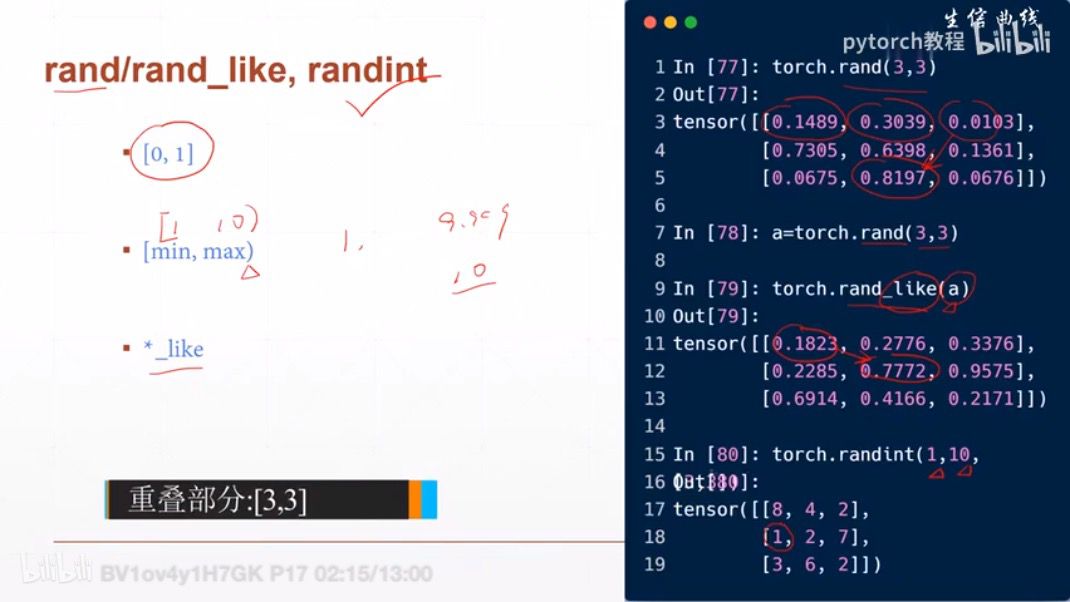 rand/rand_like, randint
[0, 1]
[1 10)
[min, max)
1.
10
*_like
重叠部分:[3,3]
BV1ov4y1H7GK P17 02:15/13:00
bilibili
生信曲线
pytorch教程 bilibili
1 In [77]: torch.rand(3,3)
2 Out[77]:
3 tensor([[0.1489, 0.3039, 0.0103],
4 [0.7305, 0.6398, 0.1361],
5 [0.0675, 0.8197, 0.0676]])
6
7 In [78]: a=torch.rand(3,3)
8
9 In [79]: torch.rand_like(a)
10 Out[79]:
11 tensor([[0.1823, 0.2776, 0.3376],
12 [0.2285, 0.7772, 0.9575],
13 [0.6914, 0.4166, 0.2171]])
14
15 In [80]: torch.randint(1,10,
16
17 tensor([[8, 4, 2],
18 [1, 2, 7],
19 [3, 6, 2]])